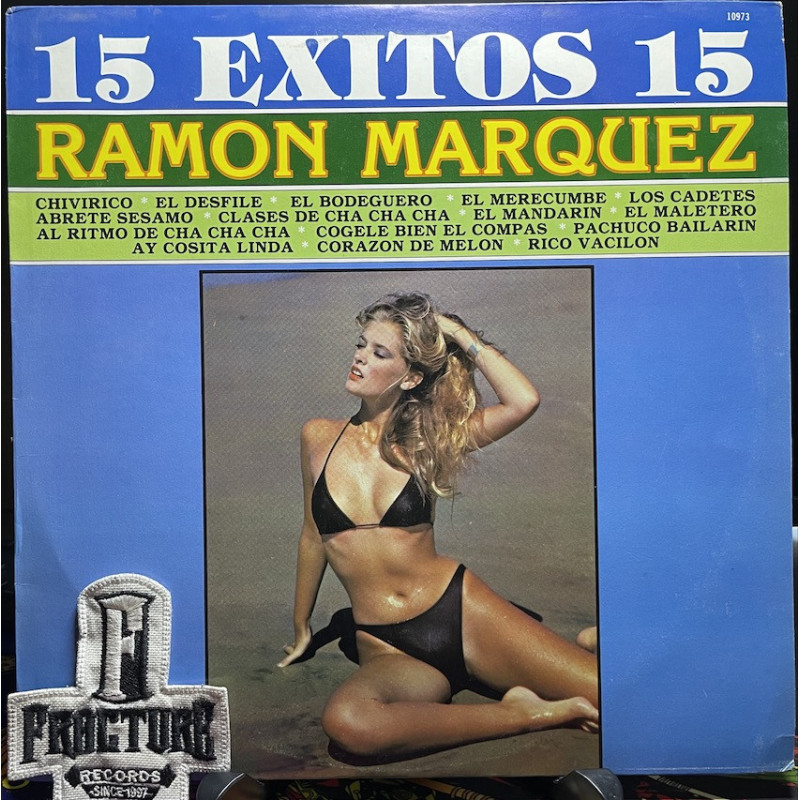 10973
15 EXITOS 15
RAMON MARQUEZ
CHIVIRICO * EL DESFILE * EL BODEGUERO * EL MERECUMBE * LOS CADETES
ABRETE SESAMO * CLASES DE CHA CHA CHA * EL MANDARIN * EL MALETERO
AL RITMO DE CHA CHA CHA * COGELE BIEN EL COMPAS * PACHUCO BAILARIN
AY COSITA LINDA * CORAZON DE MELON * RICO VACILON
F
FRACTURE
RECORDS
-SINCE 1997